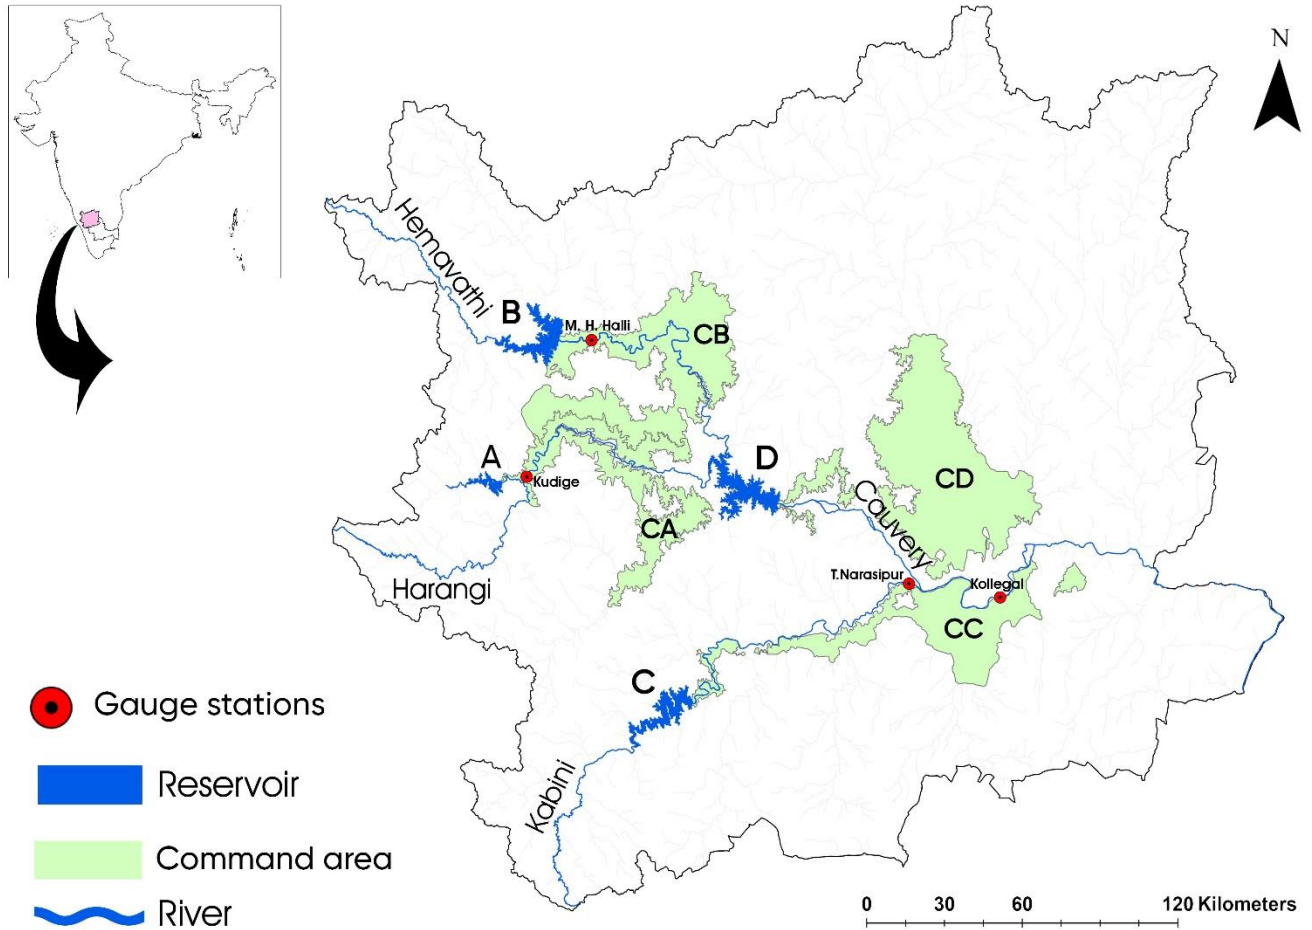 N
Hemavathi
B
M. H. Halli
CB
A
Kudige
D
CD
CA
Cauvery
Harangi
T.Narasipur
Kollegal
CC
C
Kabini
Gauge stations
Reservoir
Command area
River
0 30 60 120 Kilometers